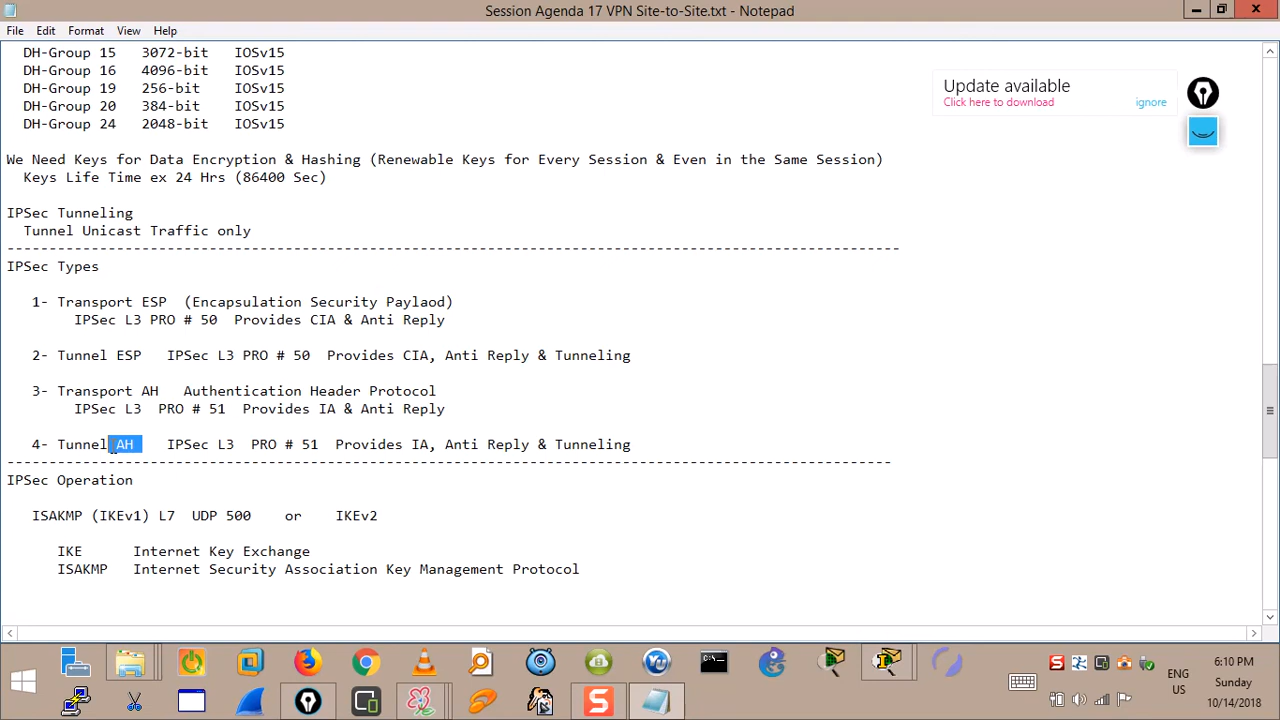 Session Agenda 17 VPN Site-to-Site.txt - Notepad
File Edit Format View Help
DH-Group 15 3072-bit IOSv15
DH-Group 16 4096-bit IOSv15
DH-Group 19 256-bit IOSv15
DH-Group 20 384-bit IOSv15
DH-Group 24 2048-bit IOSv15
Update available
Click here to download ignore
We Need Keys for Data Encryption & Hashing (Renewable Keys for Every Session & Even in the Same Session)
Keys Life Time ex 24 Hrs (86400 Sec)
IPSec Tunneling
Tunnel Unicast Traffic only
----------------------------------------------------------------------------------------------------------
IPSec Types
1- Transport ESP (Encapsulation Security Paylaod)
IPSec L3 PRO # 50 Provides CIA & Anti Reply
2- Tunnel ESP IPSec L3 PRO # 50 Provides CIA, Anti Reply & Tunneling
3- Transport AH Authentication Header Protocol
IPSec L3 PRO # 51 Provides IA & Anti Reply
4- Tunnel AH IPSec L3 PRO # 51 Provides IA, Anti Reply & Tunneling
---------------------------------------------------------------------------------------------------------
IPSec Operation
ISAKMP (IKEv1) L7 UDP 500 or IKEv2
IKE Internet Key Exchange
ISAKMP Internet Security Association Key Management Protocol
ENG
US
6:10 PM
Sunday
10/14/2018